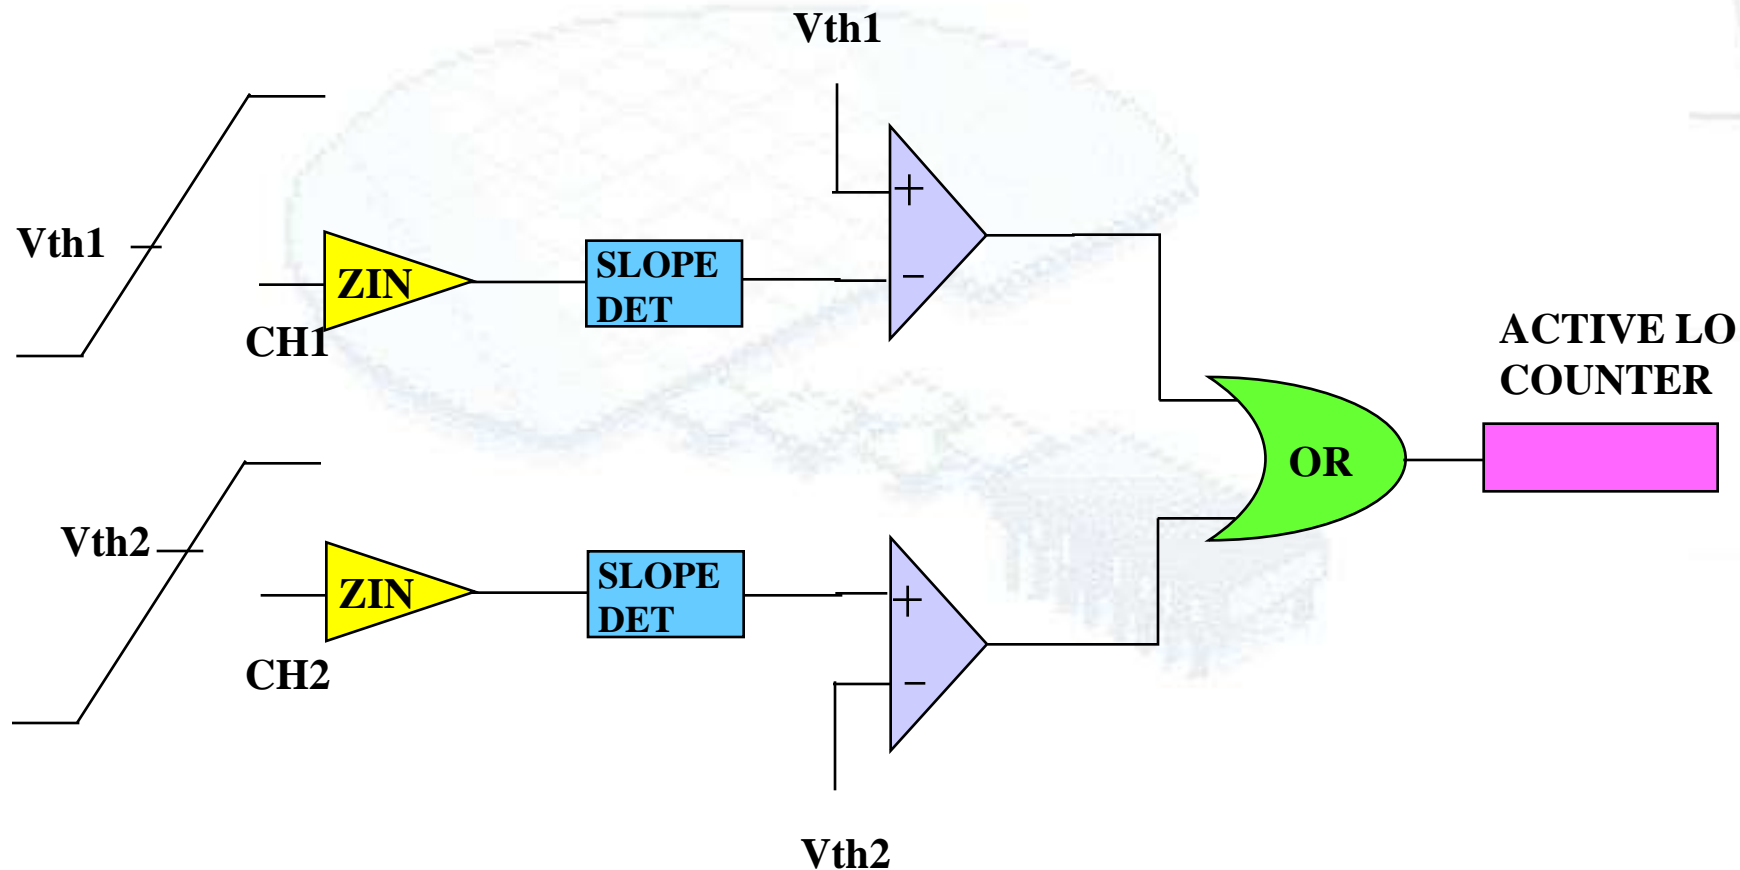 Vth1
Vth1
+
ZIN
SLOPE
DET
−
CH1
ACTIVE LO
COUNTER
OR
Vth2
ZIN
SLOPE
DET
+
−
CH2
Vth2